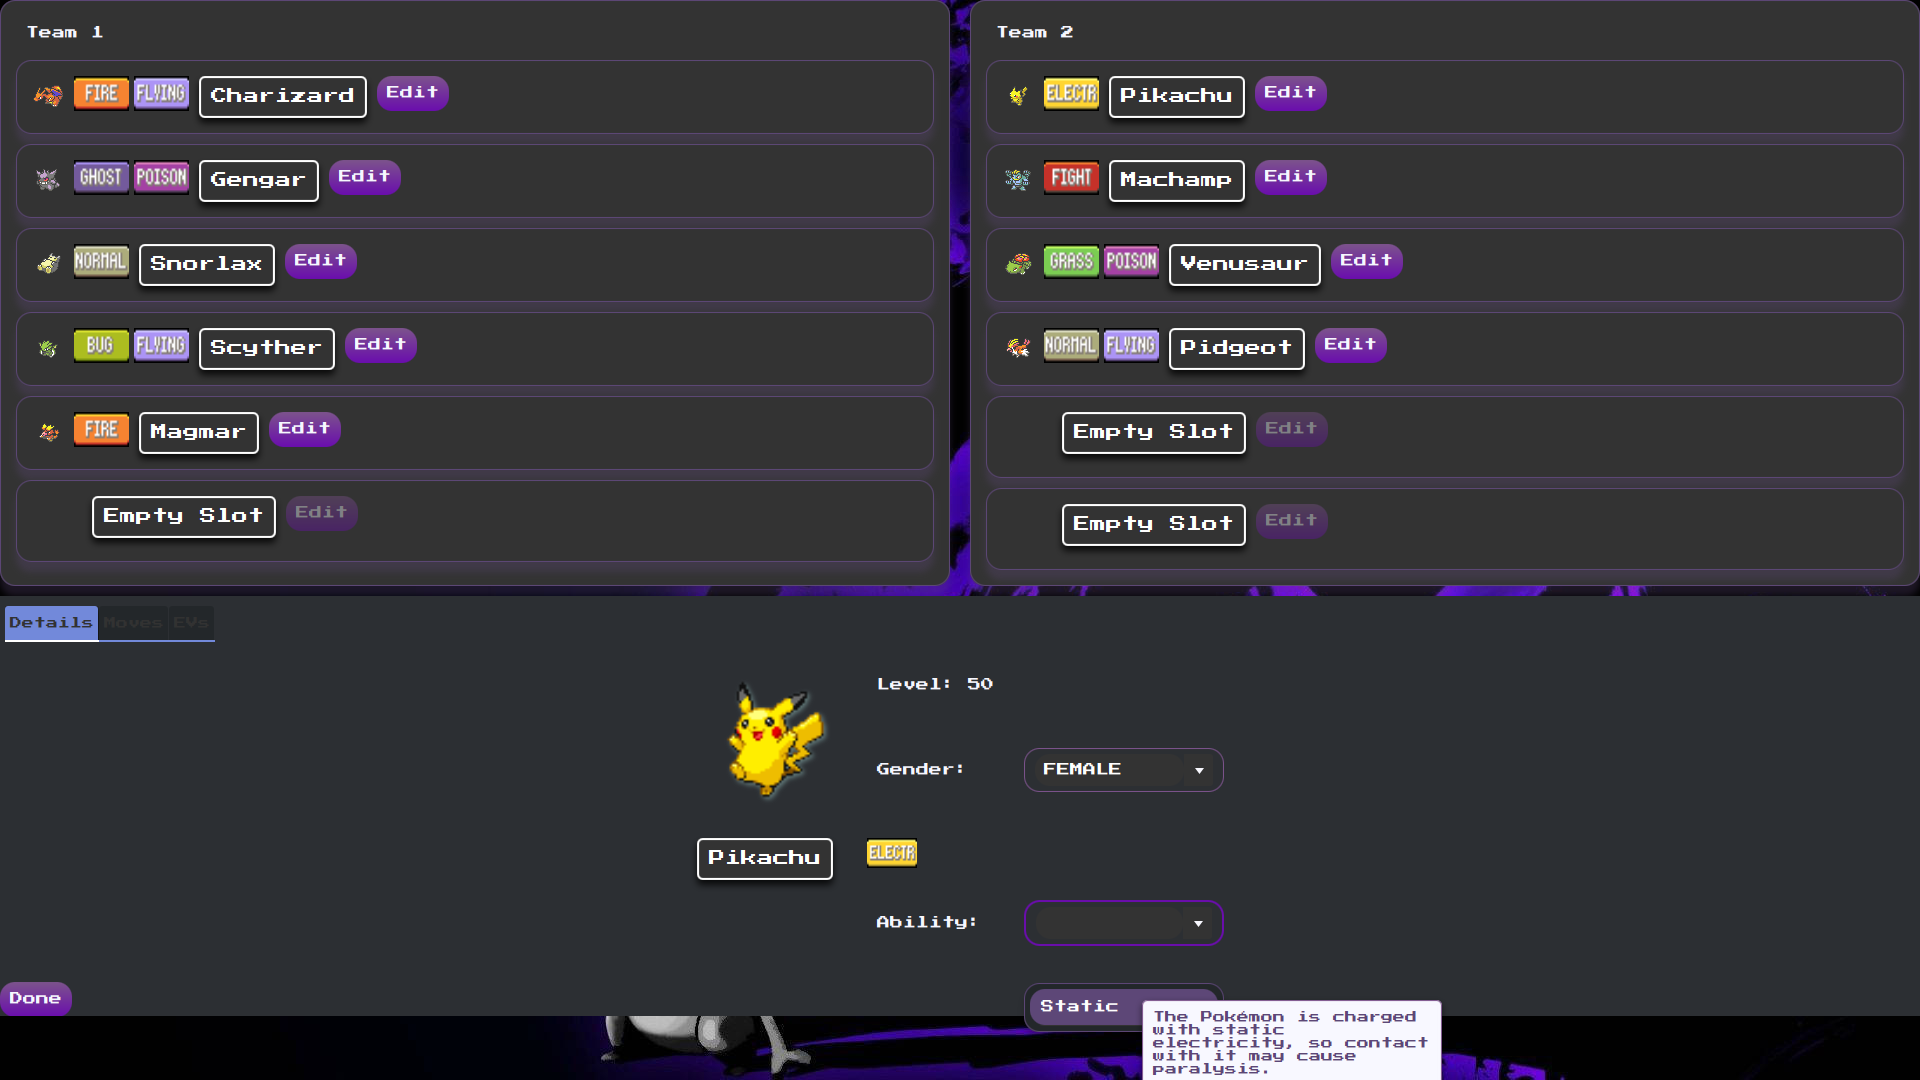 Team 1
FIRE FLYING Charizard Edit
GHOST POISON Gengar Edit
NORMAL Snorlax Edit
BUG FLYING Scyther Edit
FIRE Magmar Edit
Empty Slot Edit
Team 2
ELECTR Pikachu Edit
FIGHT Machamp Edit
GRASS POISON Venusaur Edit
NORMAL FLYING Pidgeot Edit
Empty Slot Edit
Empty Slot Edit
Details Moves EVs
Level: 50
Gender: FEMALE
Pikachu ELECTR
Ability:
Done
Static
The Pokémon is charged
with static
electricity, so contact
with it may cause
paralysis.